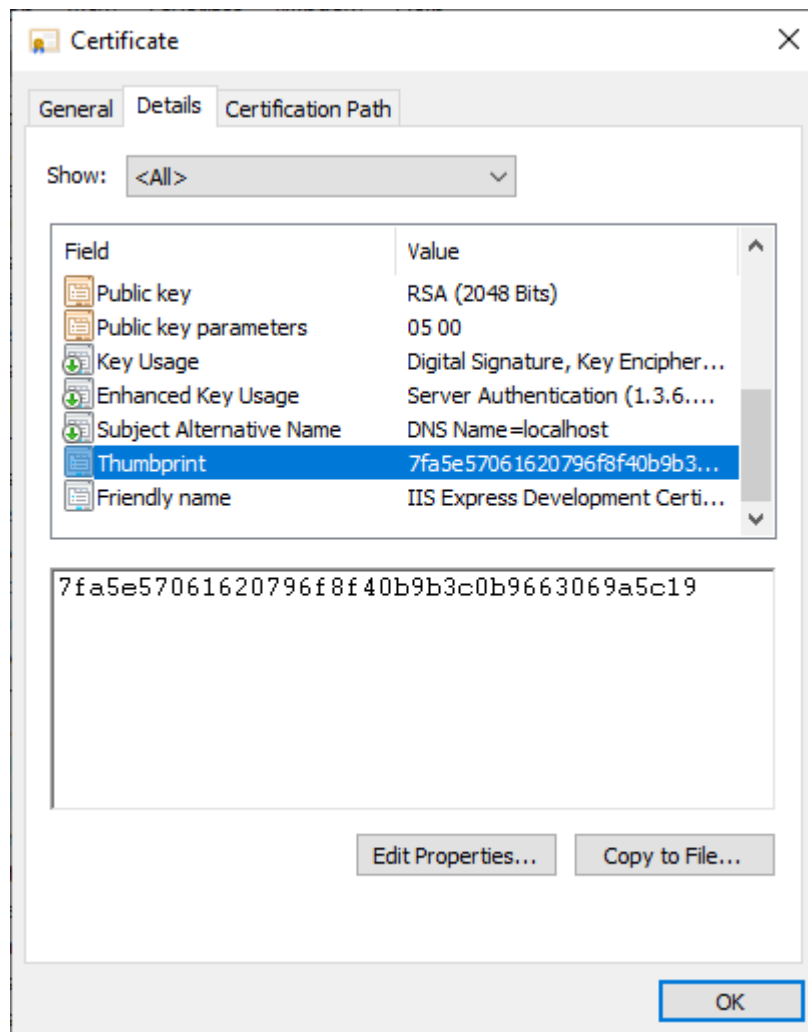 Certificate
General Details Certification Path
Show: <All>
Field Value
Public key RSA (2048 Bits)
Public key parameters 05 00
Key Usage Digital Signature, Key Encipher...
Enhanced Key Usage Server Authentication (1.3.6....
Subject Alternative Name DNS Name=localhost
Thumbprint 7fa5e57061620796f8f40b9b3...
Friendly name IIS Express Development Certi...
7fa5e57061620796f8f40b9b3c0b9663069a5c19
Edit Properties... Copy to File...
OK